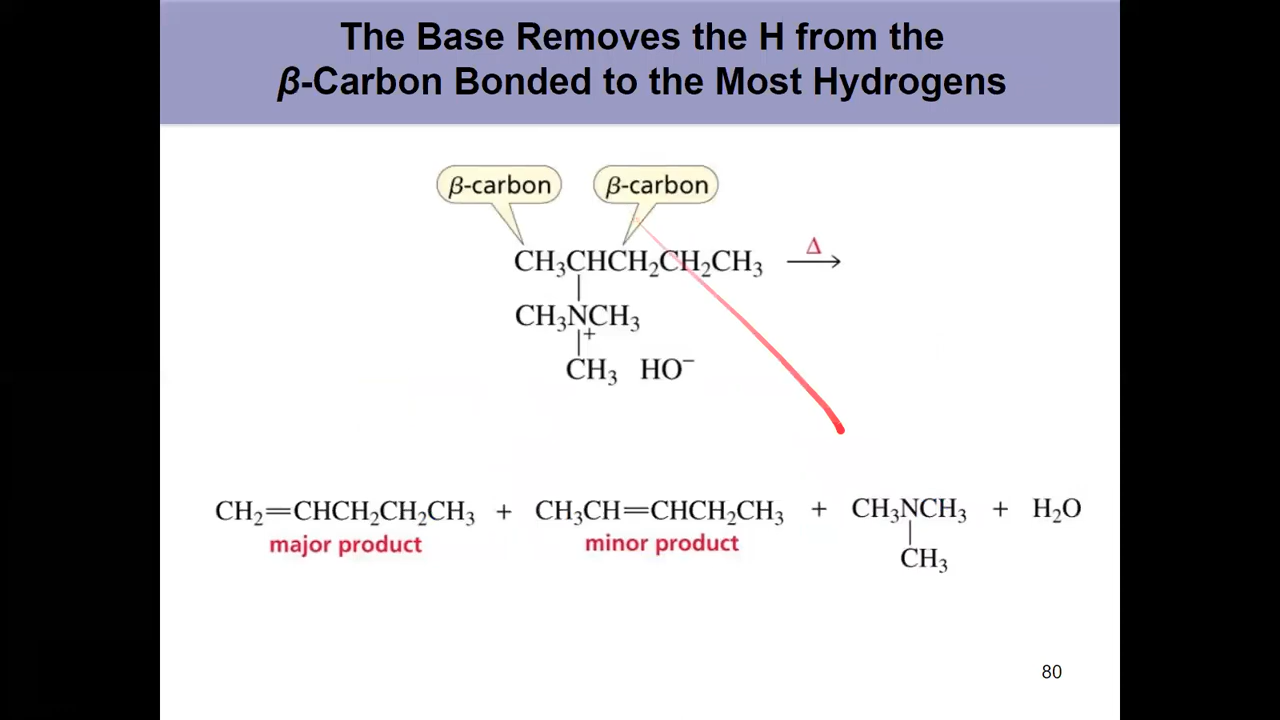 The Base Removes the H from the
β-Carbon Bonded to the Most Hydrogens
β-carbon β-carbon
CH₃CHCH₂CH₂CH₃ Δ→
CH₃NCH₃
+
CH₃ HO⁻
CH₂=CHCH₂CH₂CH₃ + CH₃CH=CHCH₂CH₃ + CH₃NCH₃ + H₂O
major product minor product
CH₃
80